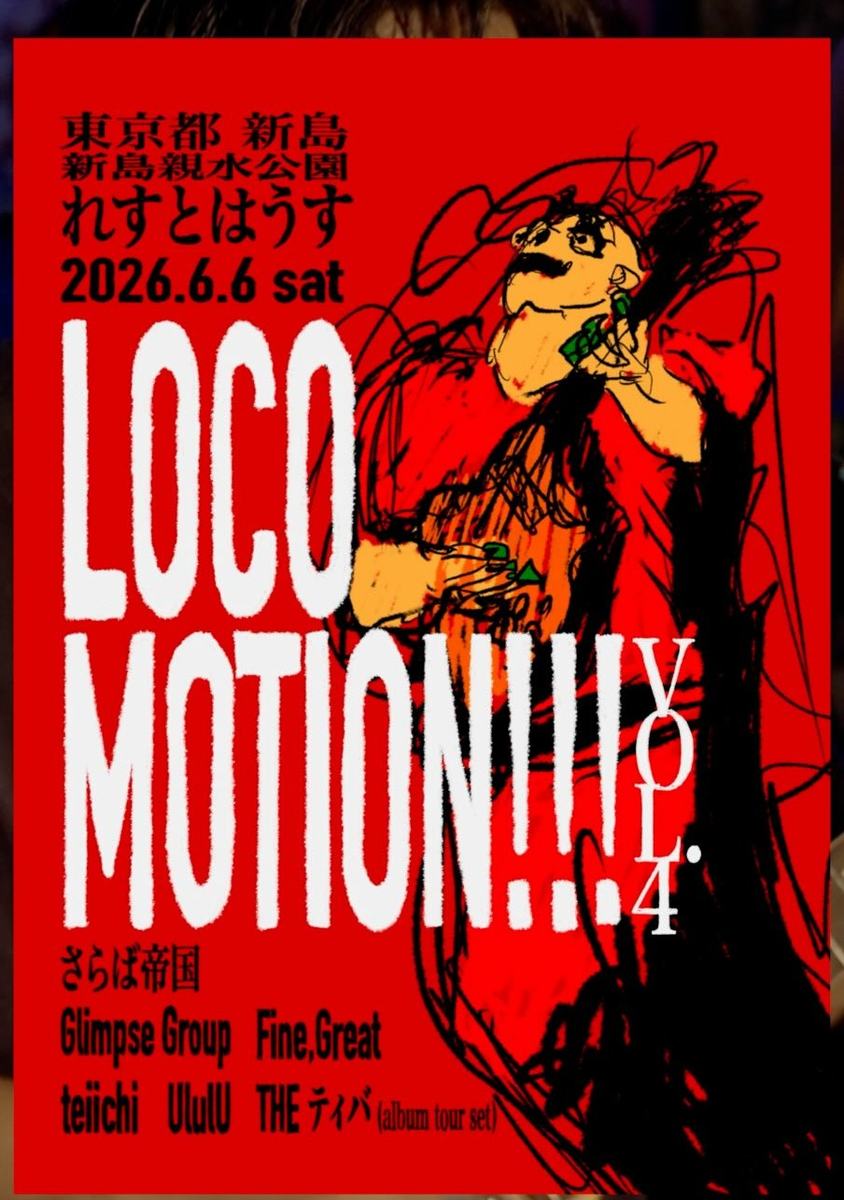 東京都 新島
新島親水公園
れすとはうす
2026.6.6 sat
LOCO
MOTION!!!
VOL.4
さらば帝国
Glimpse Group Fine,Great
teiichi UlulU THE ティバ (album tour set)